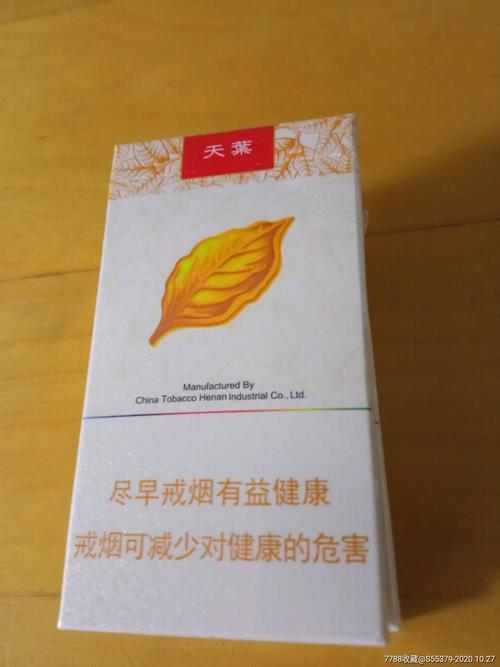 天葉
Manufactured By
China Tobacco Henan Industrial Co., Ltd.
尽早戒烟有益健康
戒烟可减少对健康的危害
7788收藏@S55379-2020.10.27